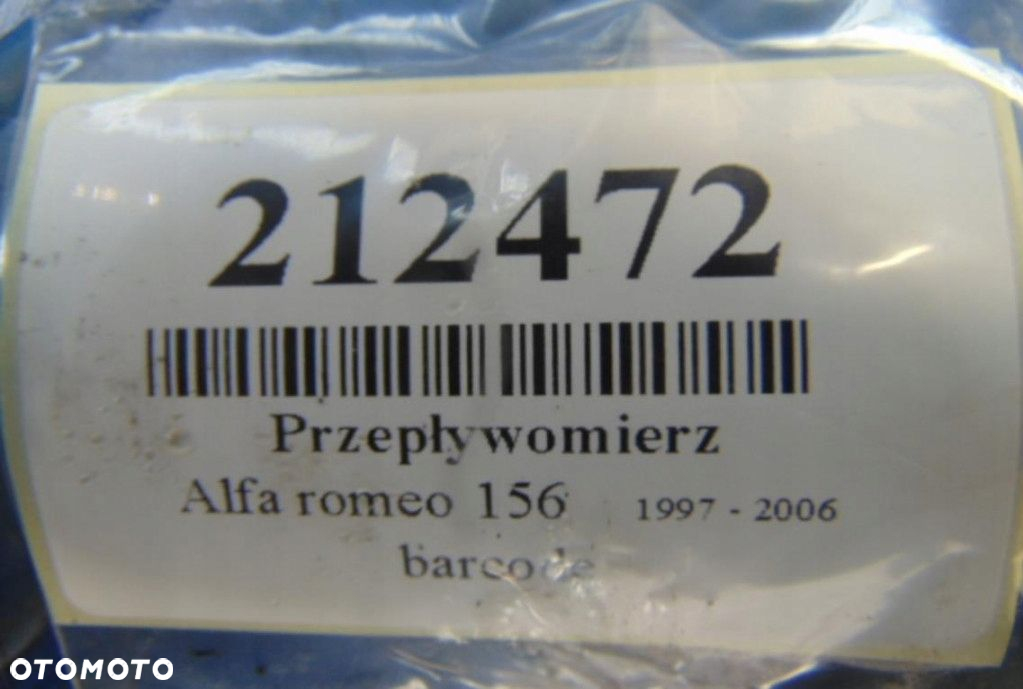 212472
Przepływomierz
Alfa romeo 156 1997 - 2006
barcode
OTOMOTO